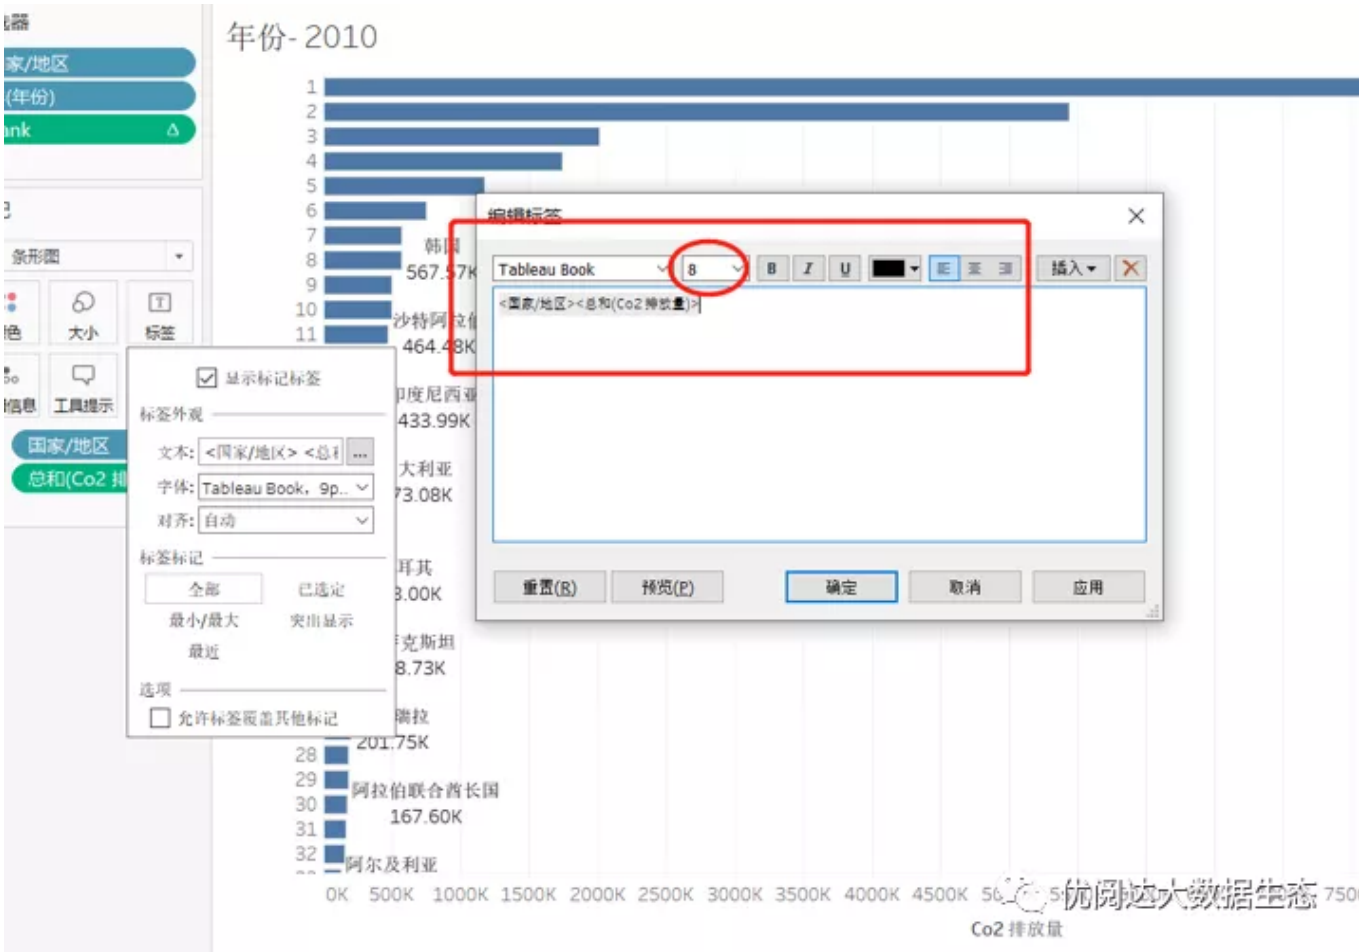 年份- 2010
家/地区
(年份)
ank
条形图
大小
标签
工具提示
国家/地区
总和(Co2 排
显示标记标签
标签外观
文本: <国家/地区> <总和
...
字体: Tableau Book, 9p..
对齐: 自动
标签标记
全部
已选定
最小/最大
突出显示
最近
选项
允许标签覆盖其他标记
1
2
3
4
5
6
7
8
9
10
11
28
29
30
31
32
韩国
567.57K
沙特阿拉伯
464.48K
印度尼西亚
433.99K
大利亚
73.08K
耳其
3.00K
克斯坦
8.73K
瑞拉
201.75K
阿拉伯联合酋长国
167.60K
阿尔及利亚
编辑标签
Tableau Book
8
B I U
插入
<国家/地区><总和(Co2 排放量)>
重置(R)
预览(P)
确定
取消
应用
0K 500K 1000K 1500K 2000K 2500K 3000K 3500K 4000K 4500K
Co2 排放量
优阅达大数据生态